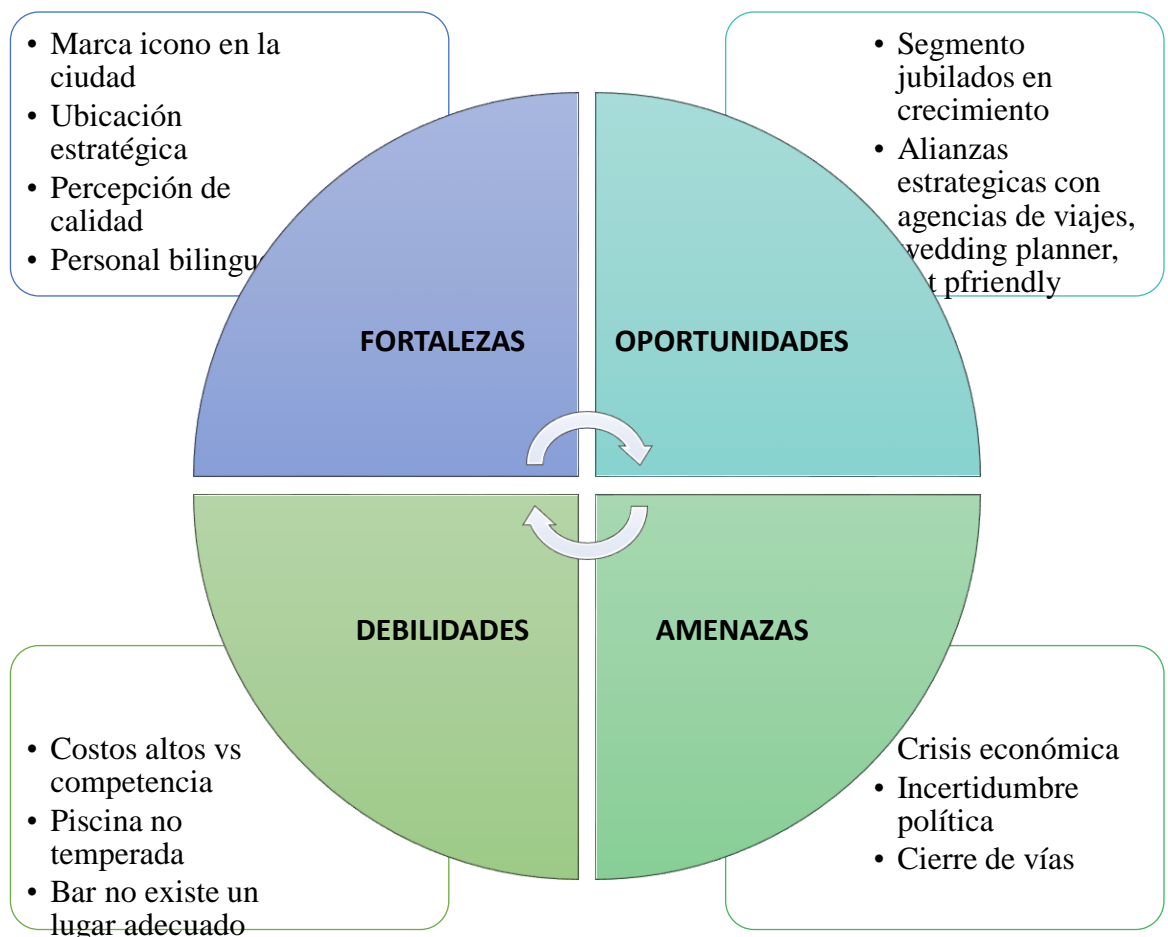 • Marca icono en la
ciudad
• Ubicación
estratégica
• Percepción de
calidad
• Personal bilingu
• Segmento
jubilados en
crecimiento
• Alianzas
estrategicas con
agencias de viajes,
wedding planner,
pfriendly
FORTALEZAS
OPORTUNIDADES
DEBILIDADES
AMENAZAS
• Costos altos vs
competencia
• Piscina no
temperada
• Bar no existe un
lugar adecuado
Crisis económica
• Incertidumbre
política
• Cierre de vías